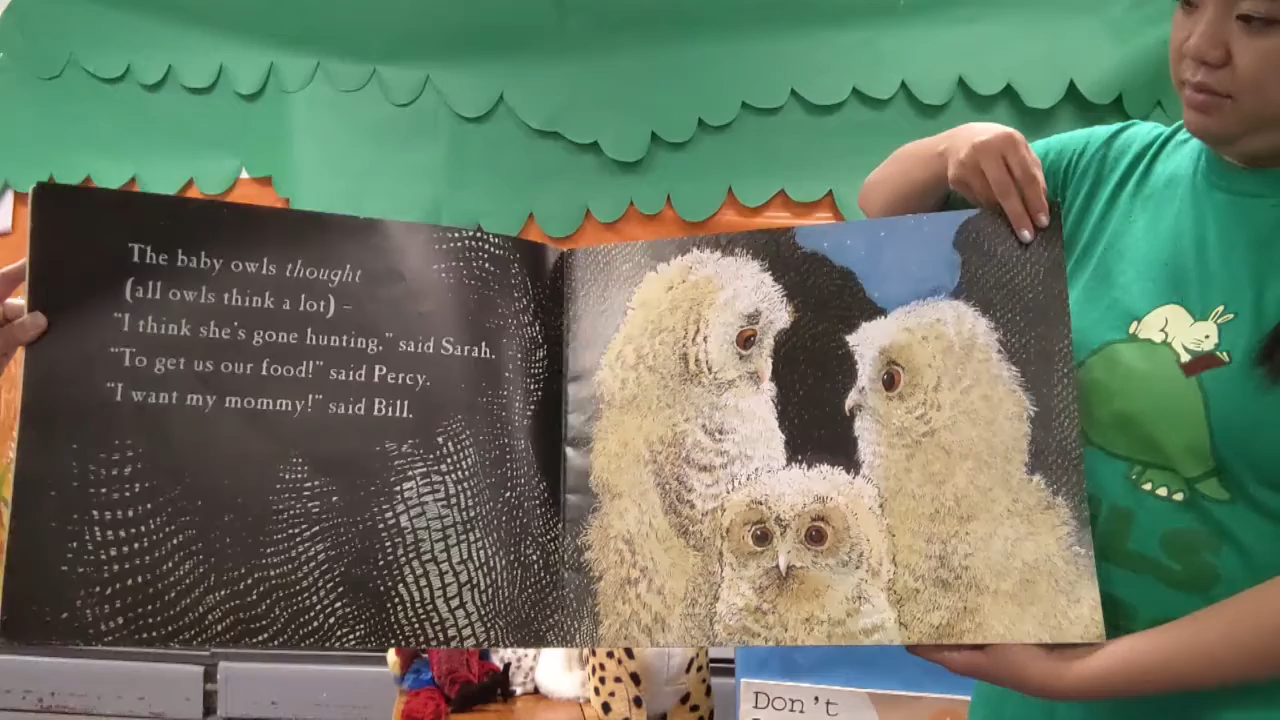 The baby owls thought
(all owls think a lot) –
"I think she's gone hunting," said Sarah.
"To get us our food!" said Percy.
"I want my mommy!" said Bill.
Don't